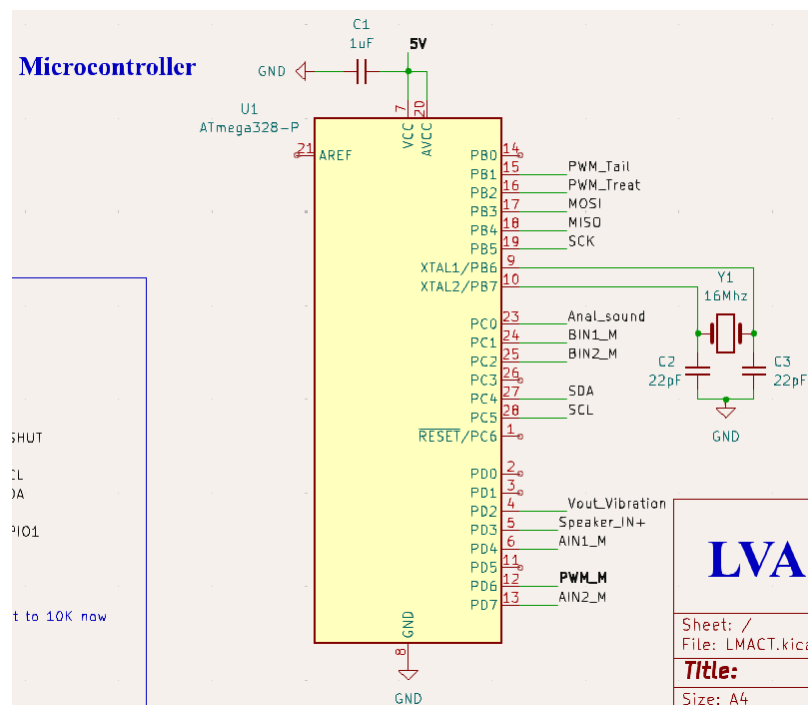 C1
1uF
5V
Microcontroller
GND
U1
ATmega328-P
7
20
VCC
AVCC
21
AREF
PB0 14
PB1 15 PWM_Tail
PB2 16 PWM_Treat
PB3 17 MOSI
PB4 18 MISO
PB5 19 SCK
XTAL1/PB6 9
XTAL2/PB7 10
Y1
16Mhz
C2
22pF
C3
22pF
GND
PC0 23 Anal_sound
PC1 24 BIN1_M
PC2 25 BIN2_M
PC3 26
PC4 27 SDA
PC5 28 SCL
RESET/PC6 1
PD0 2
PD1 3
PD2 4 Vout_Vibration
PD3 5 Speaker_IN+
PD4 6 AIN1_M
PD5 11
PD6 12 PWM_M
PD7 13 AIN2_M
GND
8
GND
SHUT
CL
DA
PIO1
t to 10K now
LVA
Sheet: /
File: LMACT.kica
Title:
Size: A4